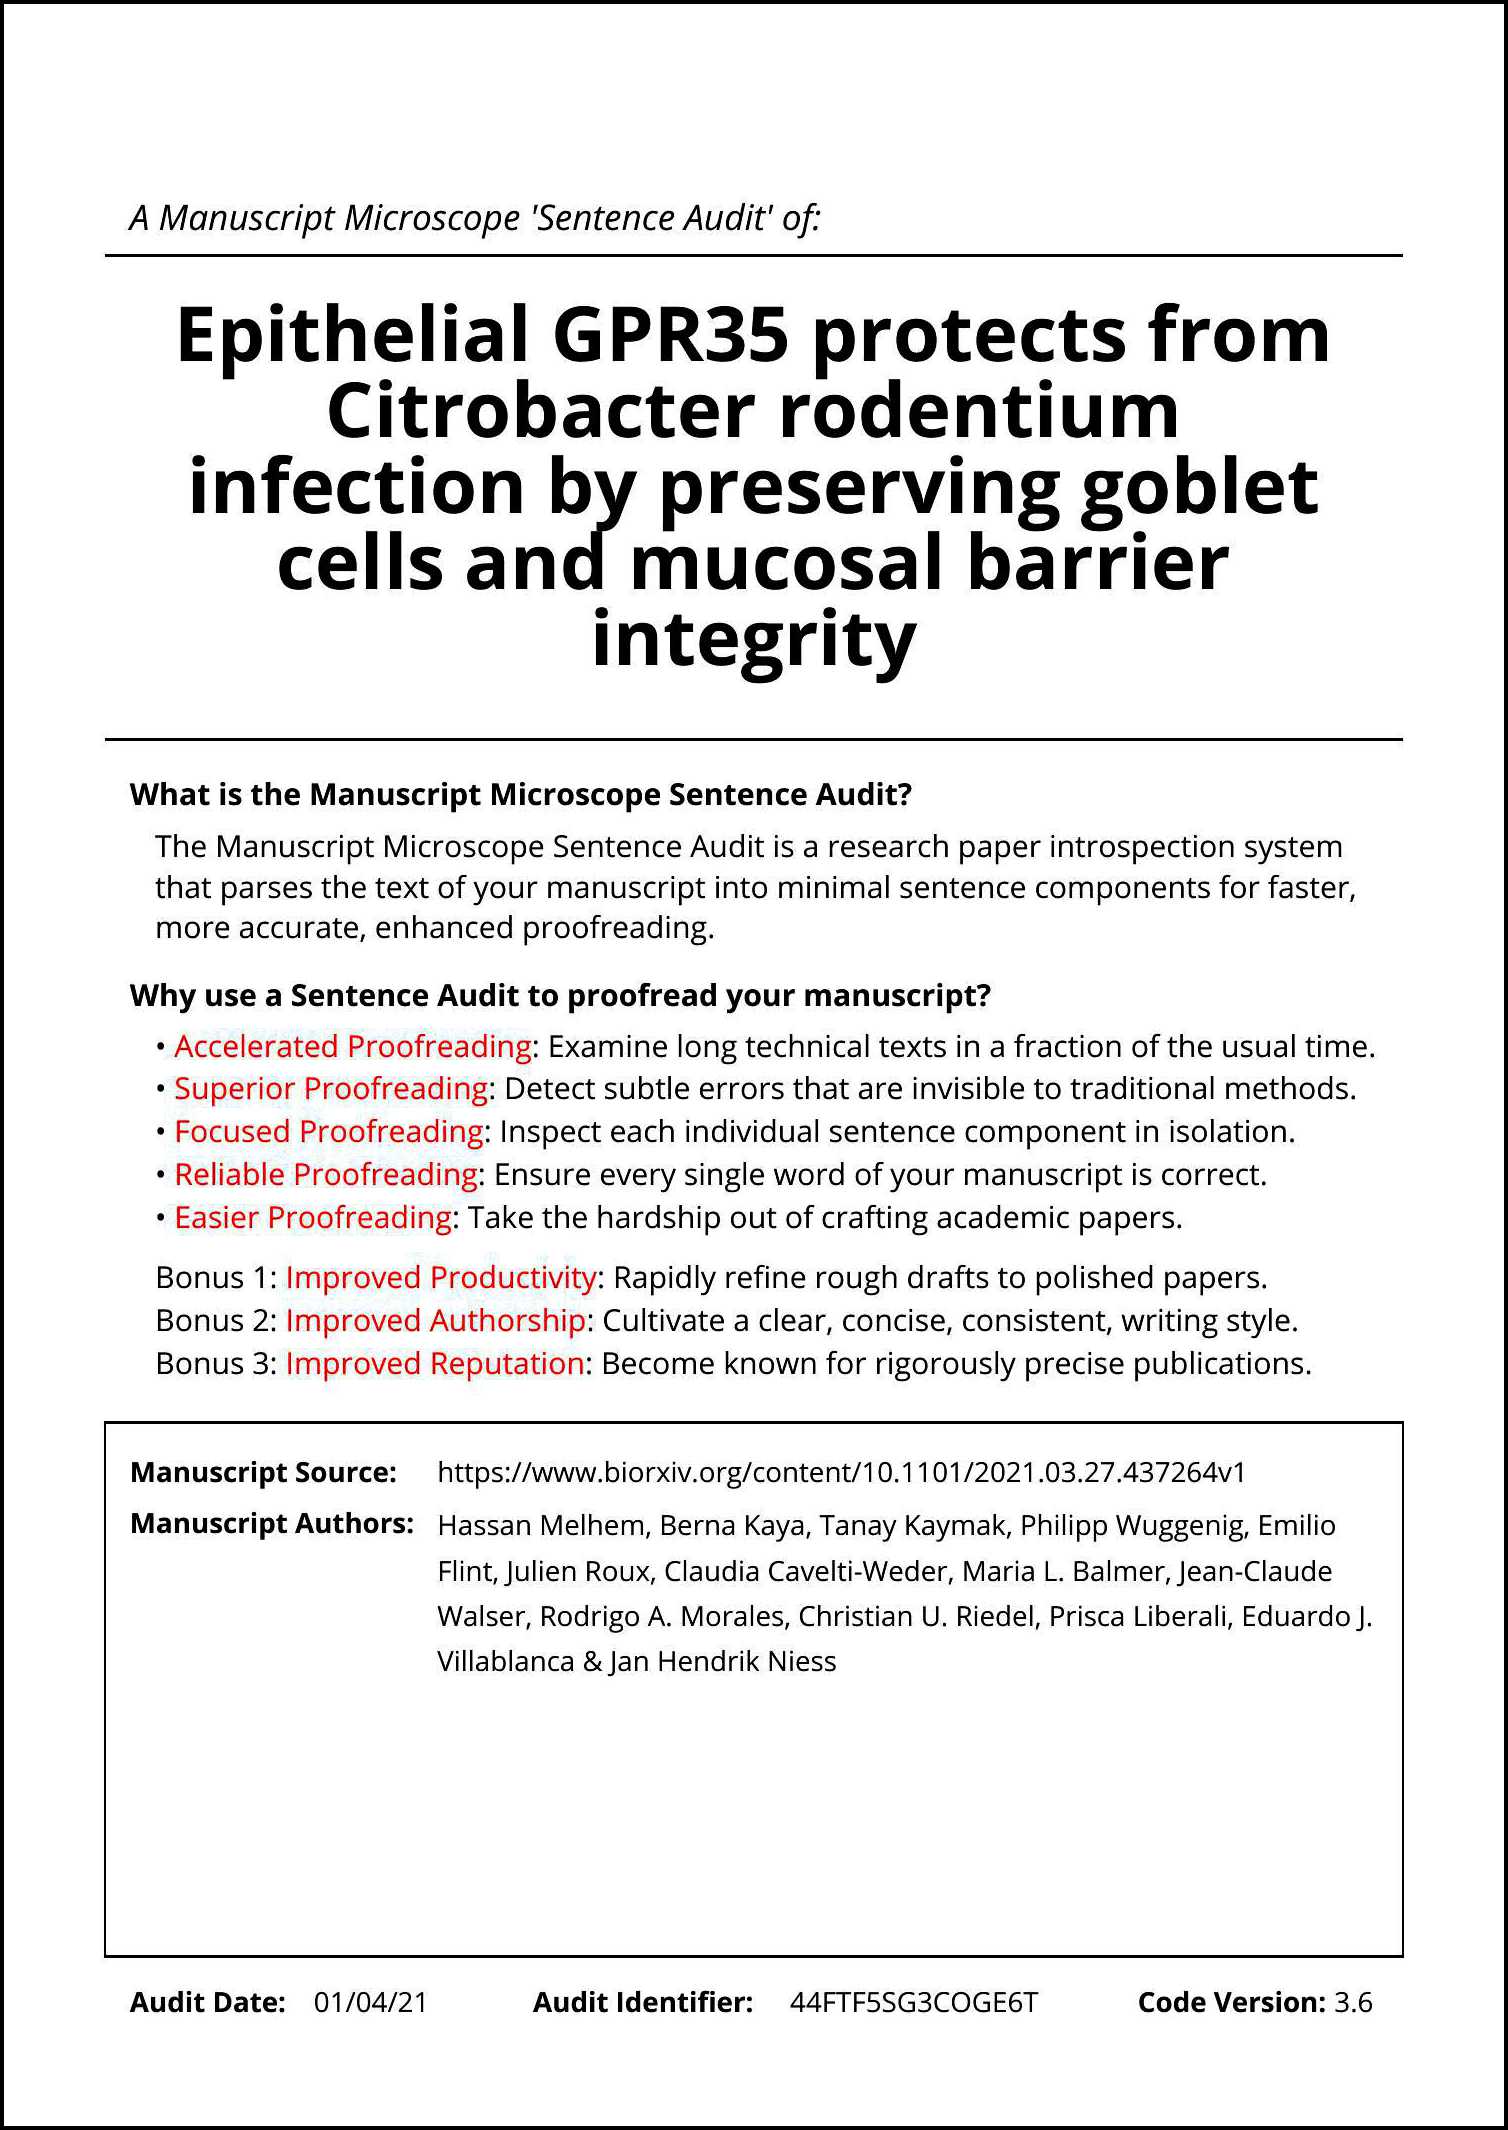 A Manuscript Microscope 'Sentence Audit' of:
Epithelial GPR35 protects from
Citrobacter rodentium
infection by preserving goblet
cells and mucosal barrier
integrity
What is the Manuscript Microscope Sentence Audit?
The Manuscript Microscope Sentence Audit is a research paper introspection system
that parses the text of your manuscript into minimal sentence components for faster,
more accurate, enhanced proofreading.
Why use a Sentence Audit to proofread your manuscript?
• Accelerated Proofreading: Examine long technical texts in a fraction of the usual time.
• Superior Proofreading: Detect subtle errors that are invisible to traditional methods.
• Focused Proofreading: Inspect each individual sentence component in isolation.
• Reliable Proofreading: Ensure every single word of your manuscript is correct.
• Easier Proofreading: Take the hardship out of crafting academic papers.
Bonus 1: Improved Productivity: Rapidly refine rough drafts to polished papers.
Bonus 2: Improved Authorship: Cultivate a clear, concise, consistent, writing style.
Bonus 3: Improved Reputation: Become known for rigorously precise publications.
Manuscript Source: https://www.biorxiv.org/content/10.1101/2021.03.27.437264v1
Manuscript Authors: Hassan Melhem, Berna Kaya, Tanay Kaymak, Philipp Wuggenig, Emilio
Flint, Julien Roux, Claudia Cavelti-Weder, Maria L. Balmer, Jean-Claude
Walser, Rodrigo A. Morales, Christian U. Riedel, Prisca Liberali, Eduardo J.
Villablanca & Jan Hendrik Niess
Audit Date: 01/04/21 Audit Identifier: 44FTF5SG3COGE6T Code Version: 3.6